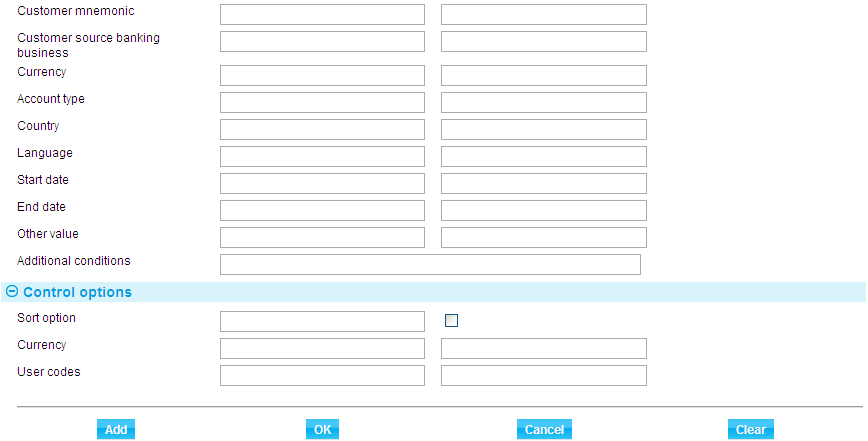 Customer mnemonic
Customer source banking
business
Currency
Account type
Country
Language
Start date
End date
Other value
Additional conditions
Control options
Sort option
Currency
User codes
Add OK Cancel Clear